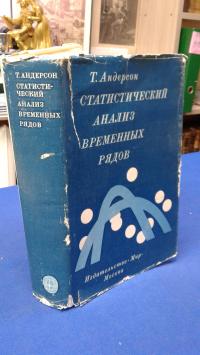 Т. АНДЕРСОН
СТАТИСТИ-
ЧЕСКИЙ
АНАЛИЗ
ВРЕМЕННЫХ
РЯДОВ
Т. Андерсон
СТАТИСТИЧЕСКИЙ
АНАЛИЗ
ВРЕМЕННЫХ
РЯДОВ
Издательство·Мир·
Москва